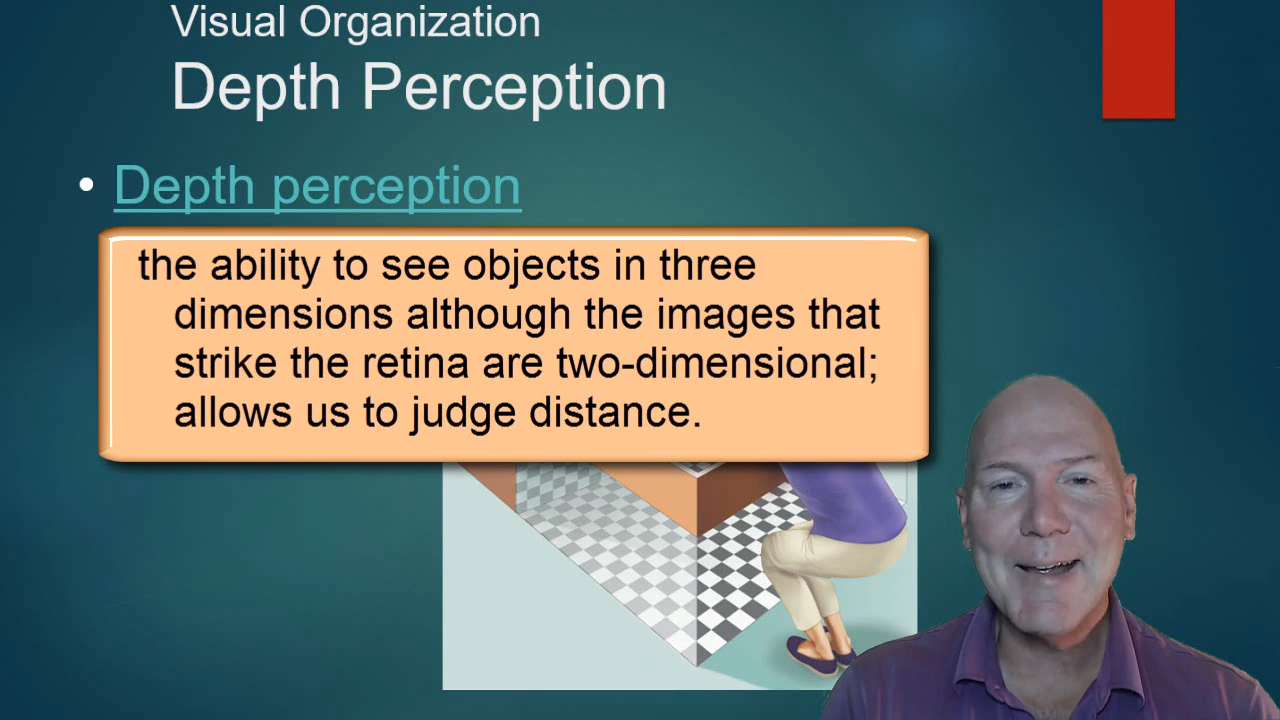 Visual Organization
Depth Perception
• Depth perception
the ability to see objects in three
dimensions although the images that
strike the retina are two-dimensional;
allows us to judge distance.